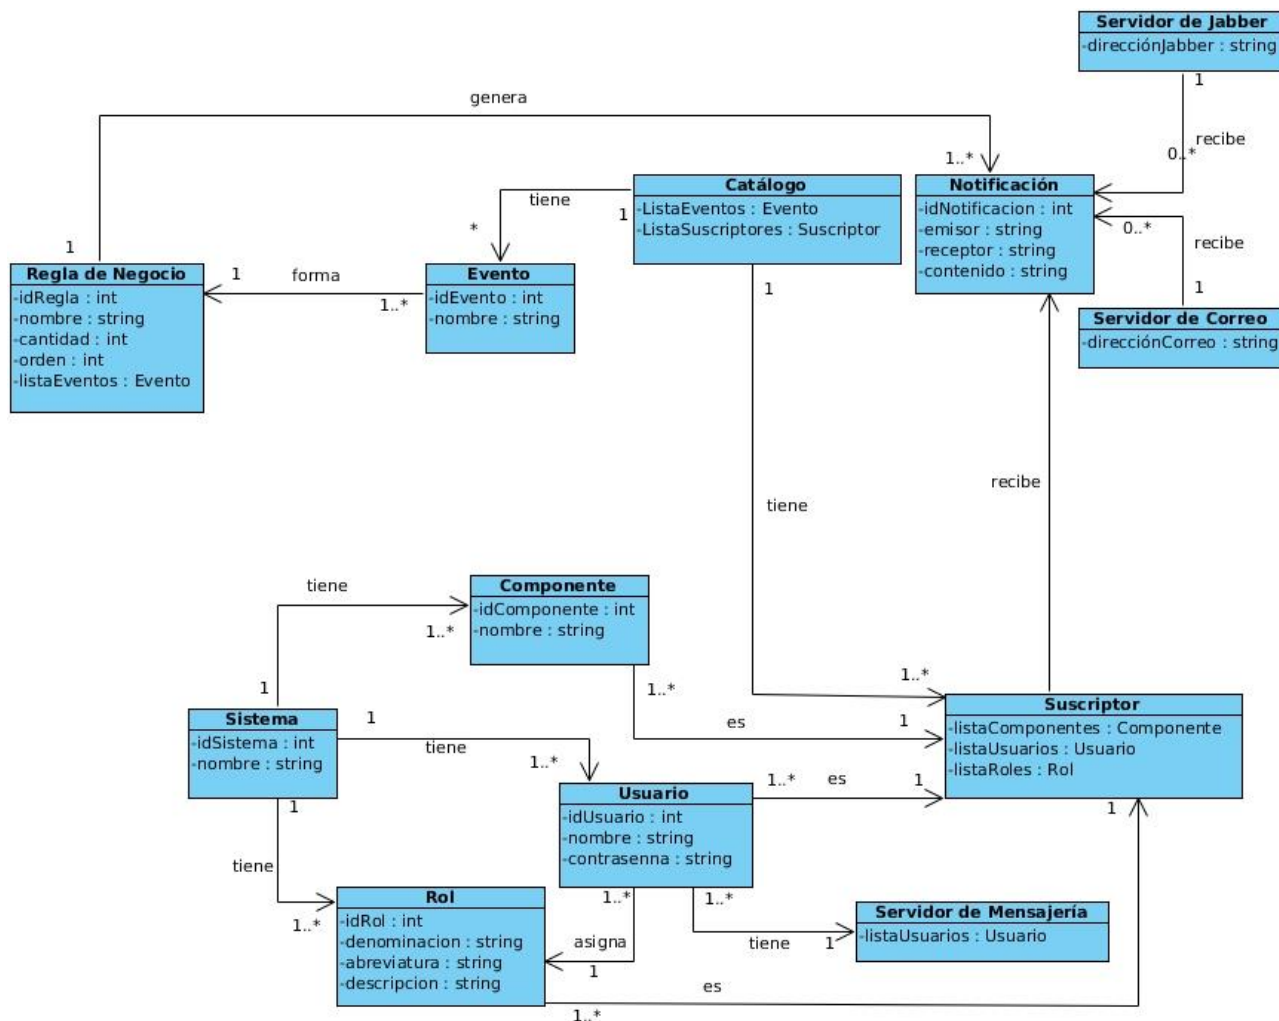 Servidor de Jabber
-direcciónJabber : string
1
recibe
0..*
genera
1..*
1
Catálogo
-ListaEventos : Evento
-ListaSuscriptores : Suscriptor
tiene
1
*
1
Notificación
-idNotificacion : int
-emisor : string
-receptor : string
-contenido : string
0..*
recibe
1
Servidor de Correo
-direcciónCorreo : string
Regla de Negocio
-idRegla : int
-nombre : string
-cantidad : int
-orden : int
-listaEventos : Evento
1
forma
1..*
Evento
-idEvento : int
-nombre : string
recibe
tiene
1..*
tiene
1..*
1
Componente
-idComponente : int
-nombre : string
1..*
es
1
Sistema
-idSistema : int
-nombre : string
1
tiene
1..*
1
tiene
1..*
Suscriptor
-listaComponentes : Componente
-listaUsuarios : Usuario
-listaRoles : Rol
1
Usuario
-idUsuario : int
-nombre : string
-contrasenna : string
1..*
es
1
1..*
asigna
1
1..*
tiene
1
Servidor de Mensajería
-listaUsuarios : Usuario
Rol
-idRol : int
-denominacion : string
-abreviatura : string
-descripcion : string
1..*
es